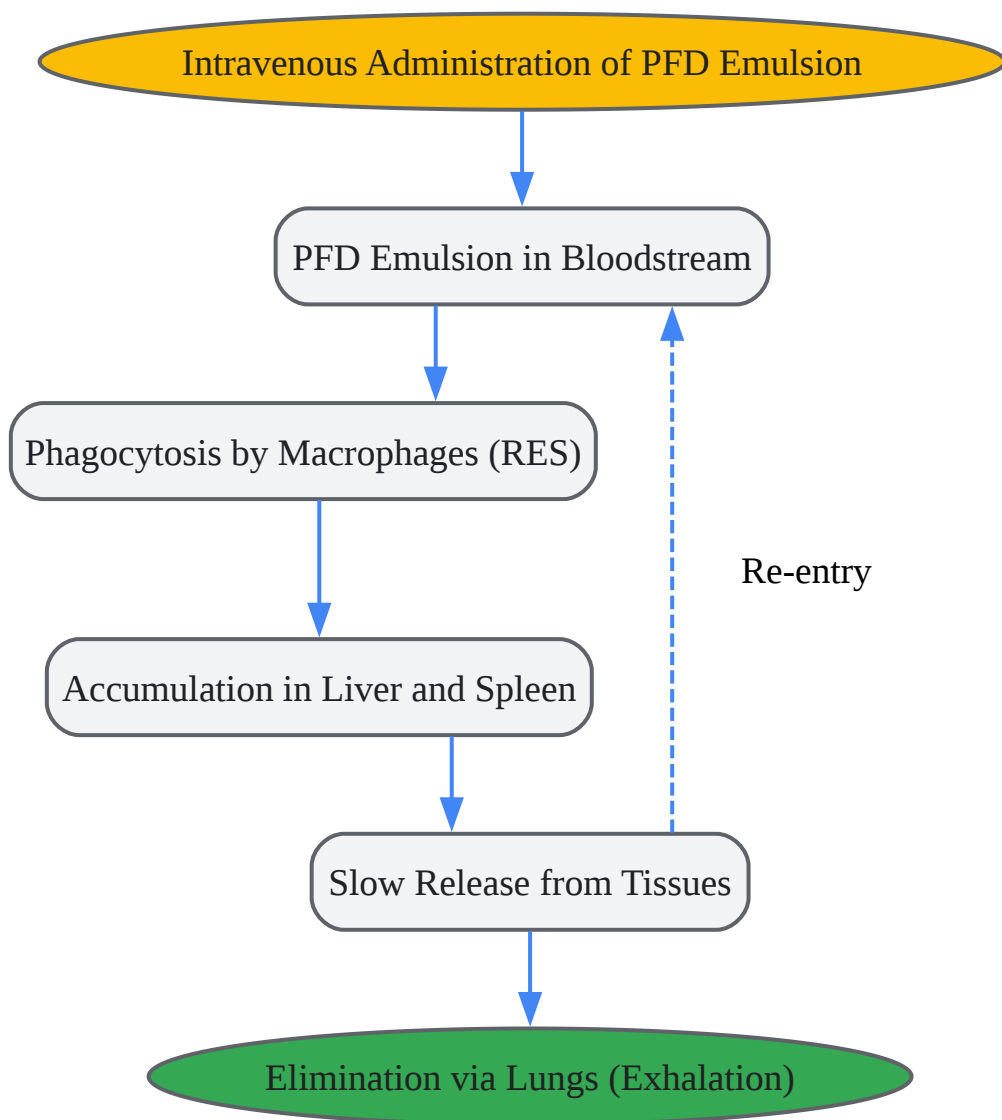 Intravenous Administration of PFD Emulsion
PFD Emulsion in Bloodstream
Phagocytosis by Macrophages (RES)
Re-entry
Accumulation in Liver and Spleen
Slow Release from Tissues
Elimination via Lungs (Exhalation)